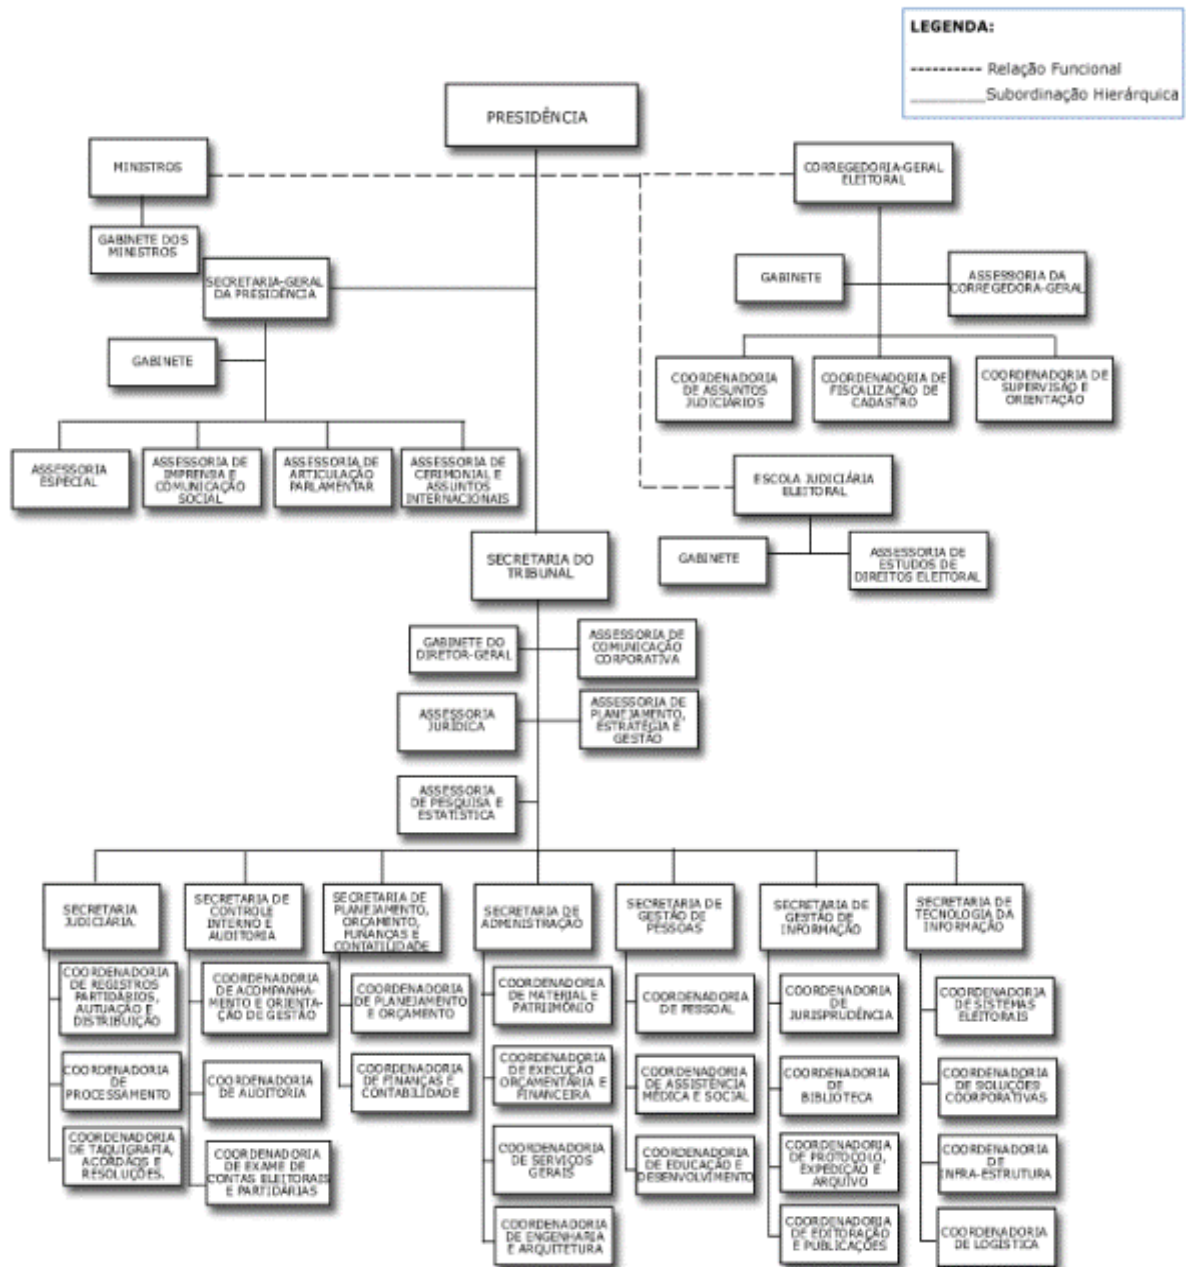 LEGENDA:
---------- Relação Funcional
_________Subordinação Hierárquica
PRESIDÊNCIA
MINISTROS
CORREGEDORIA-GERAL
ELEITORAL
GABINETE DOS
MINISTROS
SECRETARIA-GERAL
DA PRESIDÊNCIA
GABINETE
ASSESSORIA DA
CORREGEDORA-GERAL
GABINETE
COORDENADORIA
DE ASSUNTOS
JUDICIÁRIOS
COORDENADORIA DE
FISCALIZAÇÃO DE
CADASTRO
COORDENADORIA DE
SUPERVISÃO E
ORIENTAÇÃO
ASSESSORIA
ESPECIAL
ASSESSORIA DE
IMPRENSA E
COMUNICAÇÃO
SOCIAL
ASSESSORIA DE
ARTICULAÇÃO
PARLAMENTAR
ASSESSORIA DE
CERIMONIAL E
ASSUNTOS
INTERNACIONAIS
ESCOLA JUDICIÁRIA
ELEITORAL
GABINETE
ASSESSORIA DE
ESTUDOS DE
DIREITOS ELEITORAL
SECRETARIA DO
TRIBUNAL
GABINETE DO
DIRETOR-GERAL
ASSESSORIA DE
COMUNICAÇÃO
CORPORATIVA
ASSESSORIA
JURÍDICA
ASSESSORIA DE
PLANEJAMENTO,
ESTRATÉGIA E
GESTÃO
ASSESSORIA
DE PESQUISA E
ESTATÍSTICA
SECRETARIA
JUDICIÁRIA.
SECRETARIA DE
CONTROLE
INTERNO E
AUDITORIA
SECRETARIA DE
PLANEJAMENTO,
ORÇAMENTO,
FUNANÇAS E
CONTABILIDADE
SECRETARIA DE
ADMINISTRAÇÃO
SECRETARIA DE
GESTÃO DE
PESSOAS
SECRETARIA DE
GESTÃO DE
INFORMAÇÃO
SECRETARIA DE
TECNOLOGIA DA
INFORMAÇÃO
COORDENADORIA
DE REGISTROS
PARTIDÁRIOS,
AUTUAÇÃO E
DISTRIBUIÇÃO
COORDENADORIA
DE
PROCESSAMENTO
COORDENADORIA
DE TAQUIGRAFIA,
ACÓRDÃOS E
RESOLUÇÕES.
COORDENADORIA
DE ACOMPANHA-
MENTO E ORIENTA-
ÇÃO DE GESTÃO
COORDENADORIA
DE AUDITORIA
COORDENADORIA
DE EXAME DE
CONTAS ELEITORAIS
E PARTIDÁRIAS
COORDENADORIA
DE PLANEJAMENTO
E ORÇAMENTO
COORDENADORIA
DE FINANÇAS E
CONTABILIDADE
COORDENADORIA
DE MATERIAL E
PATRIMÔNIO
COORDENADORIA
DE EXECUÇÃO
ORÇAMENTÁRIA E
FINANCEIRA
COORDENADORIA
DE SERVIÇOS
GERAIS
COORDENADORIA
DE ENGENHARIA
E ARQUITETURA
COORDENADORIA
DE PESSOAL
COORDENADORIA
DE ASSISTÊNCIA
MÉDICA E SOCIAL
COORDENADORIA
DE EDUCAÇÃO E
DESENVOLVIMENTO
COORDENADORIA
DE
JURISPRUDÊNCIA
COORDENADORIA
DE
BIBLIOTECA
COORDENADORIA
DE PROTOCOLO,
EXPEDIÇÃO E
ARQUIVO
COORDENADORIA
DE EDITORAÇÃO
E PUBLICAÇÕES
COORDENADORIA
DE SISTEMAS
ELEITORAIS
COORDENADORIA
DE SOLUÇÕES
COORPORATIVAS
COORDENADORIA
DE
INFRA-ESTRUTURA
COORDENADORIA
DE LOGÍSTICA